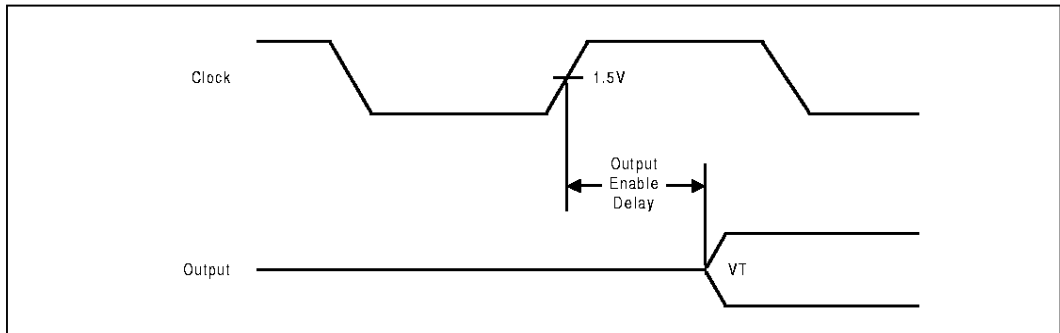 Clock
1.5V
Output
Enable
Delay
Output
VT